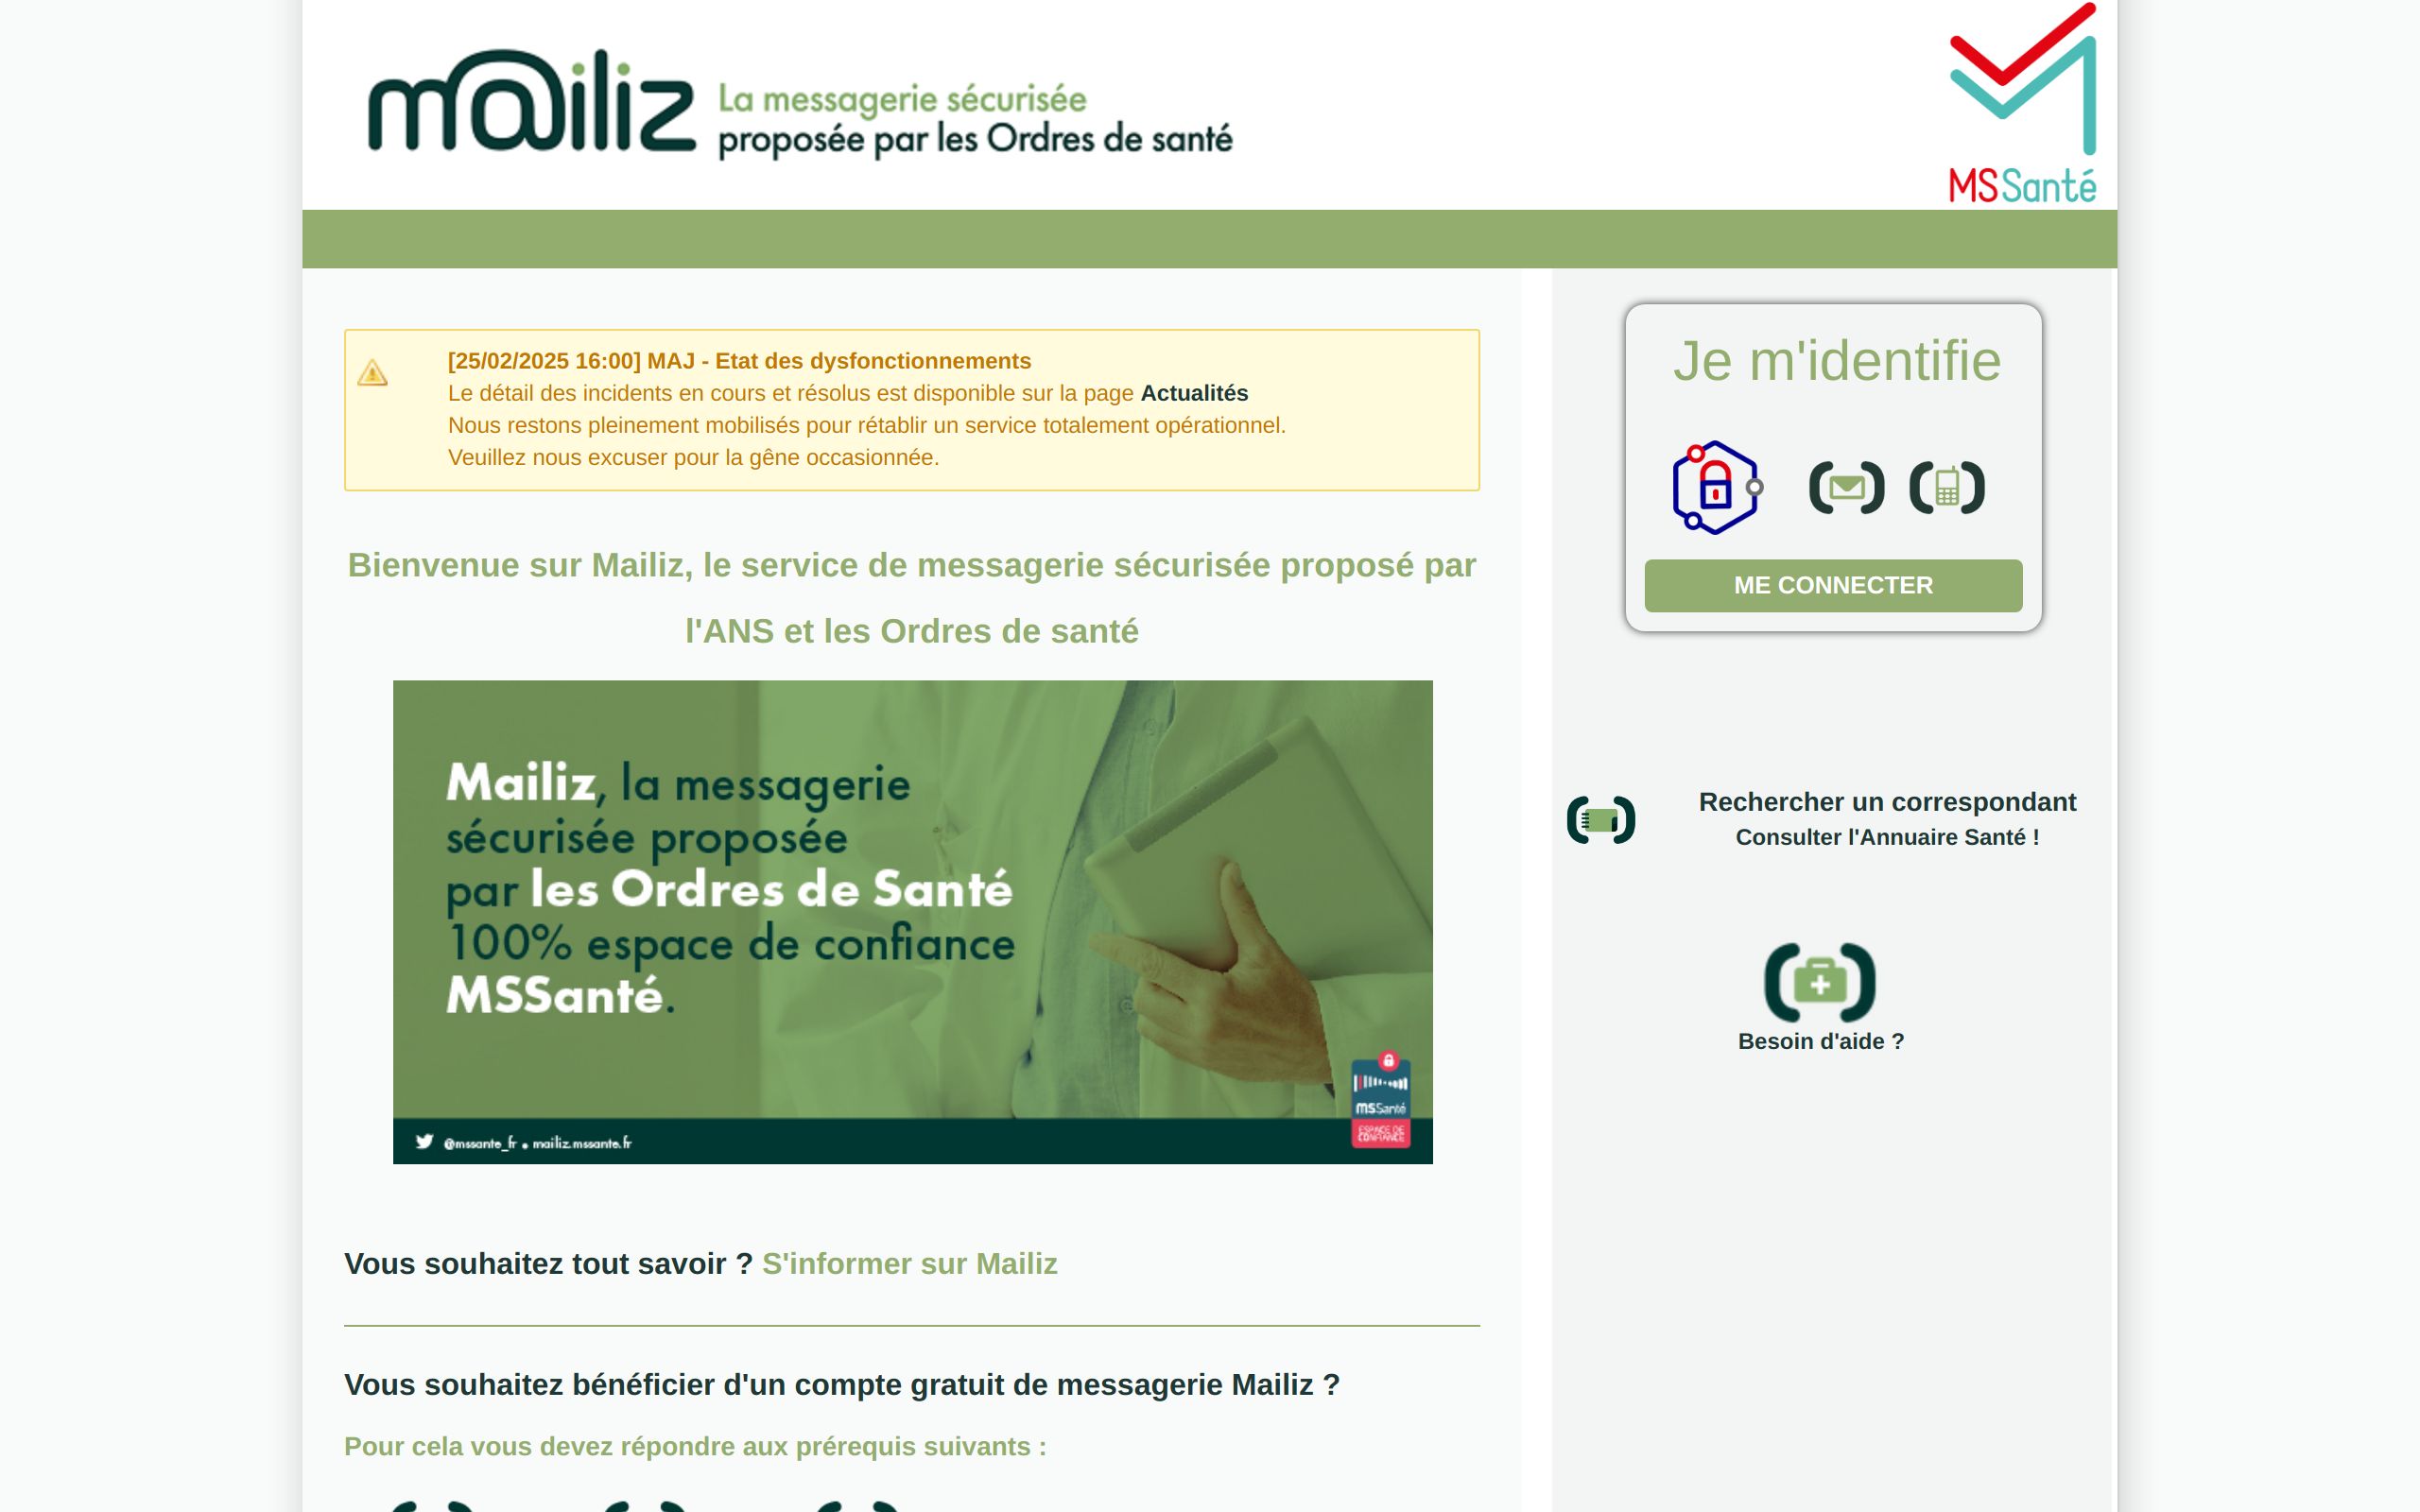 mailiz
La messagerie sécurisée
proposée par les Ordres de santé
MSSanté
[25/02/2025 16:00] MAJ - Etat des dysfonctionnements
Le détail des incidents en cours et résolus est disponible sur la page Actualités
Nous restons pleinement mobilisés pour rétablir un service totalement opérationnel.
Veuillez nous excuser pour la gêne occasionnée.
Bienvenue sur Mailiz, le service de messagerie sécurisée proposé par
l'ANS et les Ordres de santé
Mailiz, la messagerie
sécurisée proposée
par les Ordres de Santé
100% espace de confiance
MSSanté.
@mssante_fr • mailiz.mssante.fr
msSanté
ESPACE DE
CONFIANCE
Vous souhaitez tout savoir ? S'informer sur Mailiz
Vous souhaitez bénéficier d'un compte gratuit de messagerie Mailiz ?
Pour cela vous devez répondre aux prérequis suivants :
Je m'identifie
ME CONNECTER
Rechercher un correspondant
Consulter l'Annuaire Santé !
Besoin d'aide ?